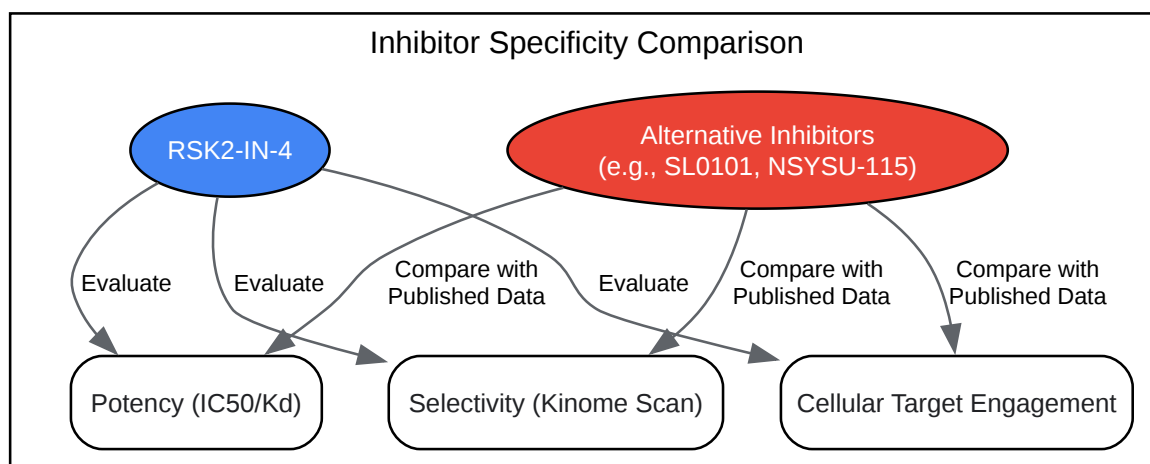 Inhibitor Specificity Comparison
RSK2-IN-4
Alternative Inhibitors
(e.g., SL0101, NSYSU-115)
Evaluate
Evaluate
Compare with
Published Data
Evaluate
Compare with
Published Data
Compare with
Published Data
Potency (IC50/Kd)
Selectivity (Kinome Scan)
Cellular Target Engagement